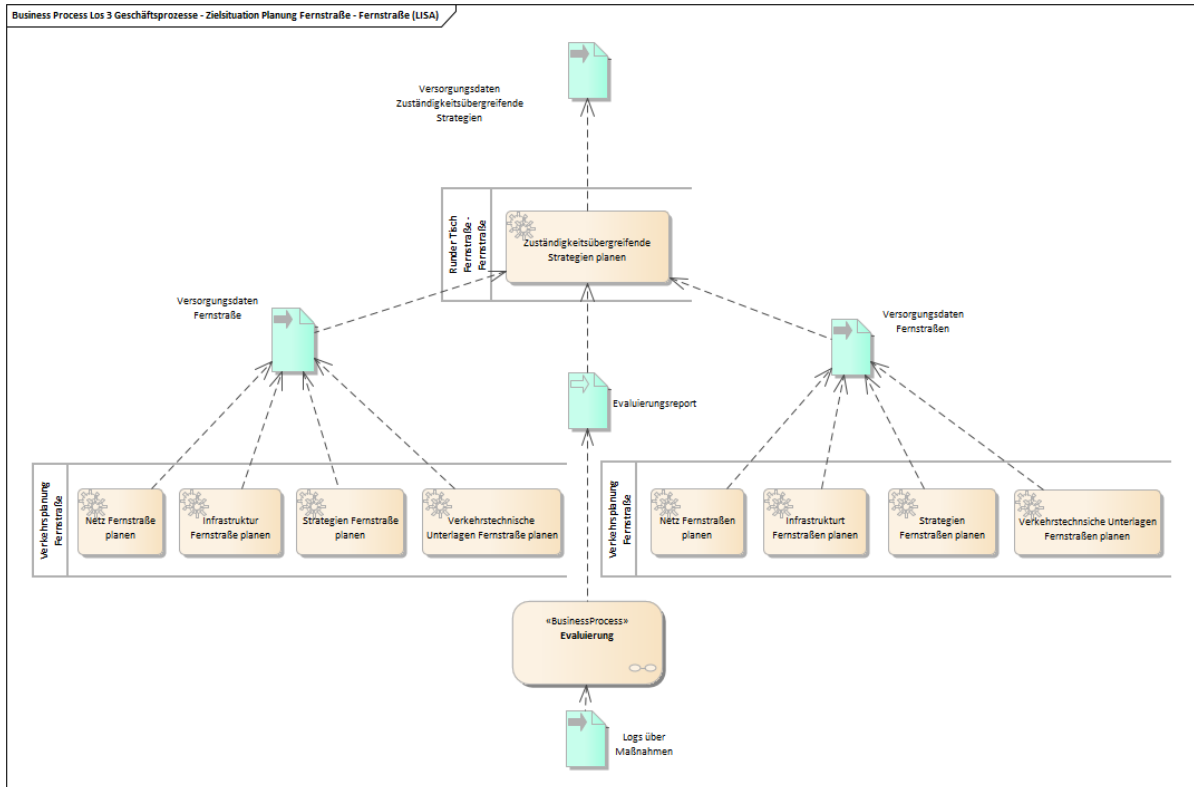 Business Process Los 3 Geschäftsprozesse - Zielsituation Planung Fernstraße - Fernstraße (LISA)
Versorgungsdaten
Zuständigkeitsübergreifende
Strategien
Runder Tisch
Fernstraße -
Fernstraße
Zuständigkeitsübergreifende
Strategien planen
Versorgungsdaten
Fernstraße
Versorgungsdaten
Fernstraßen
Evaluierungsreport
Verkehrsplanung
Fernstraße
Netz Fernstraße
planen
Infrastruktur
Fernstraße planen
Strategien Fernstraße
planen
Verkehrstechnische
Unterlagen Fernstraße planen
Verkehrsplanung
Fernstraße
Netz Fernstraßen
planen
Infrastrukturt
Fernstraßen planen
Strategien
Fernstraßen planen
Verkehrstechnsiche Unterlagen
Fernstraßen planen
«BusinessProcess»
Evaluierung
Logs über
Maßnahmen